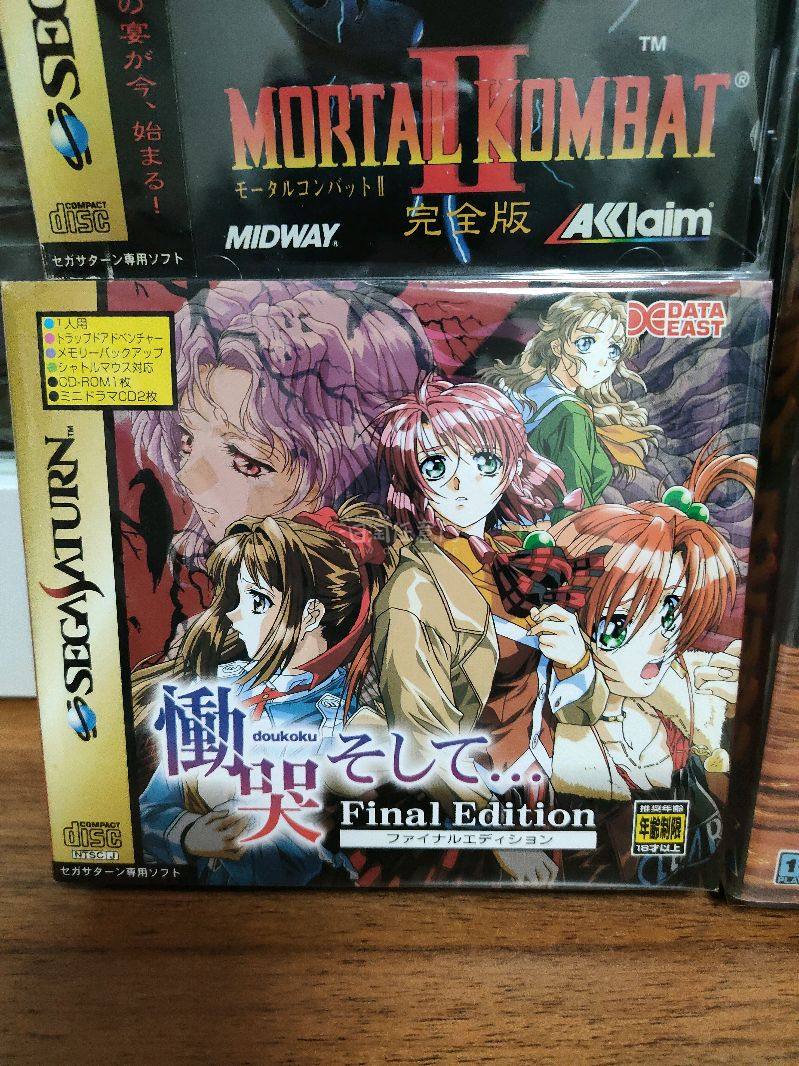 の宴が今、始まる！
SEGA
TM
MORTAL KOMBAT®
II
モータルコンバットII
完全版
MIDWAY®
AKklaim
COMPACT
disc
セガサターン専用ソフト
1人用
トラップドアドベンチャー
メモリーバックアップ
シャトルマウス対応
CD-ROM1枚
ミニドラマCD2枚
DATA
EAST
SEGA SATURN™
慟哭そして…
doukoku
Final Edition
ファイナルエディション
推奨年齢
年齢制限
18才以上
COMPACT
disc
NTSC J
セガサターン専用ソフト